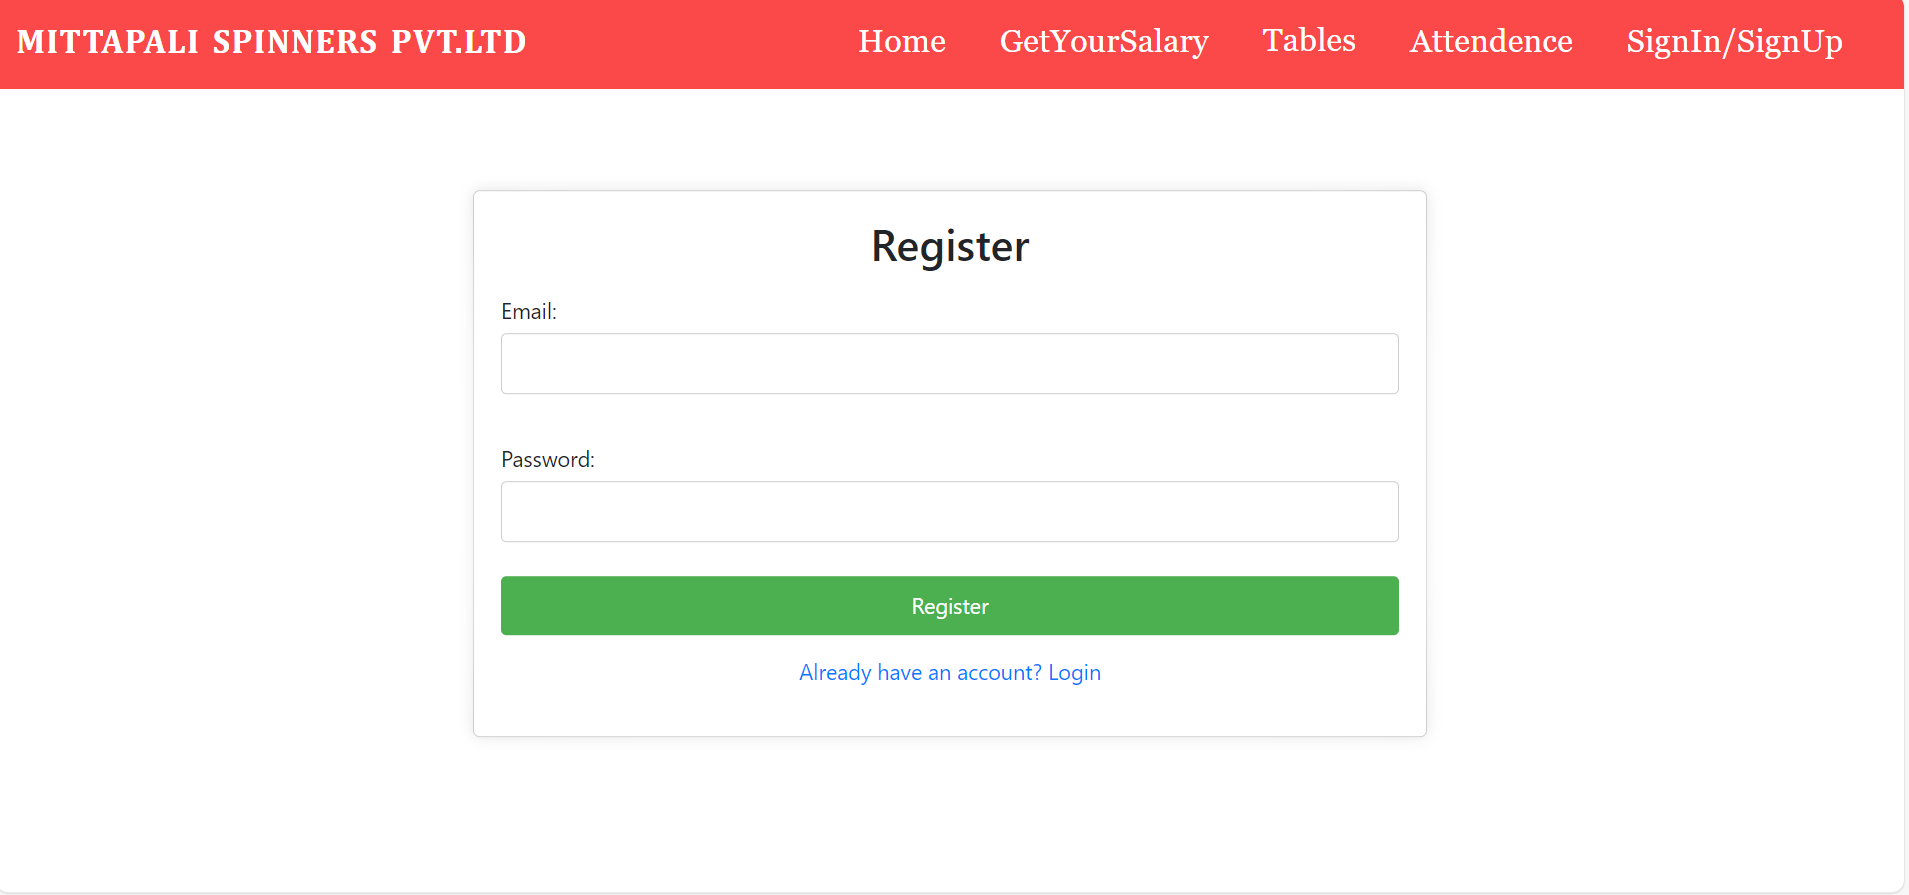 MITTAPALI SPINNERS PVT.LTD Home GetYourSalary Tables Attendence SignIn/SignUp
Register
Email:
Password:
Register
Already have an account? Login